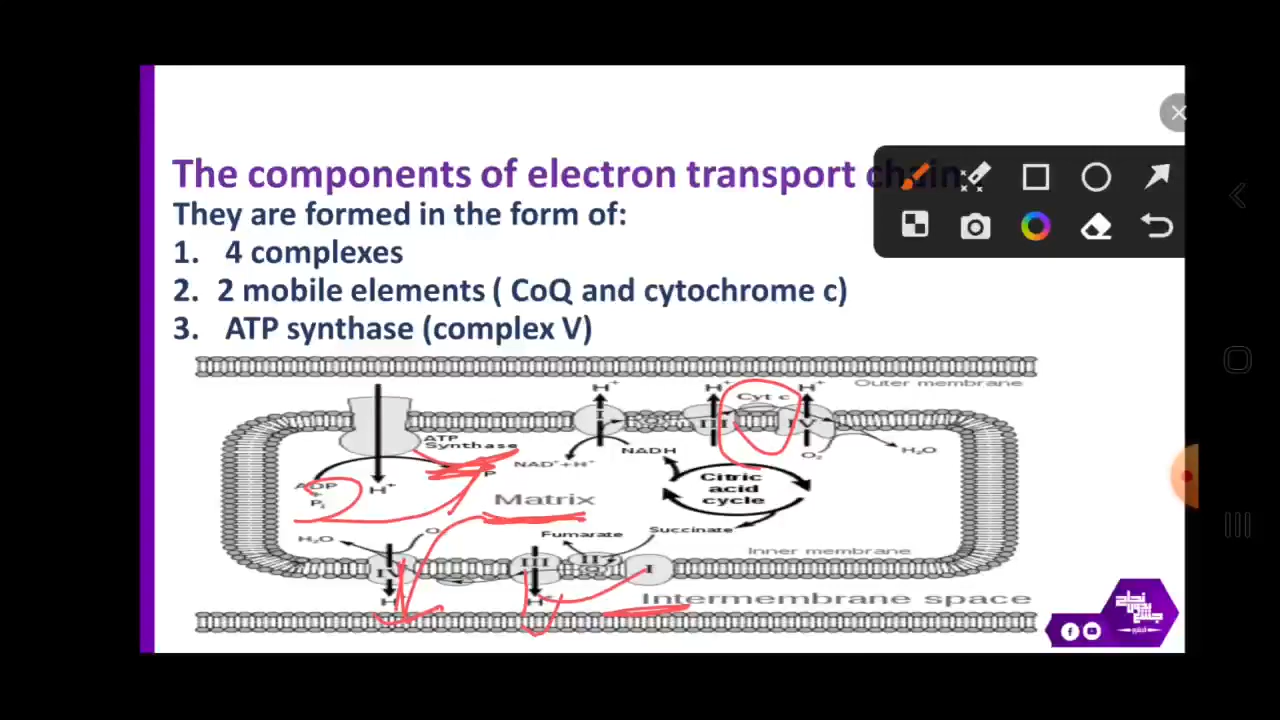 The components of electron transport chain
They are formed in the form of:
1. 4 complexes
2. 2 mobile elements ( CoQ and cytochrome c)
3. ATP synthase (complex V)
H+ H+ H+ Outer membrane
Cyt c
I III IV
ATP
Synthase
NAD++H+ NADH O2 H2O
ADP
+
Pi
H+
P
Matrix
Citric
acid
cycle
H2O O
Fumarate Succinate
Inner membrane
IV III II I
H H+ Intermembrane space